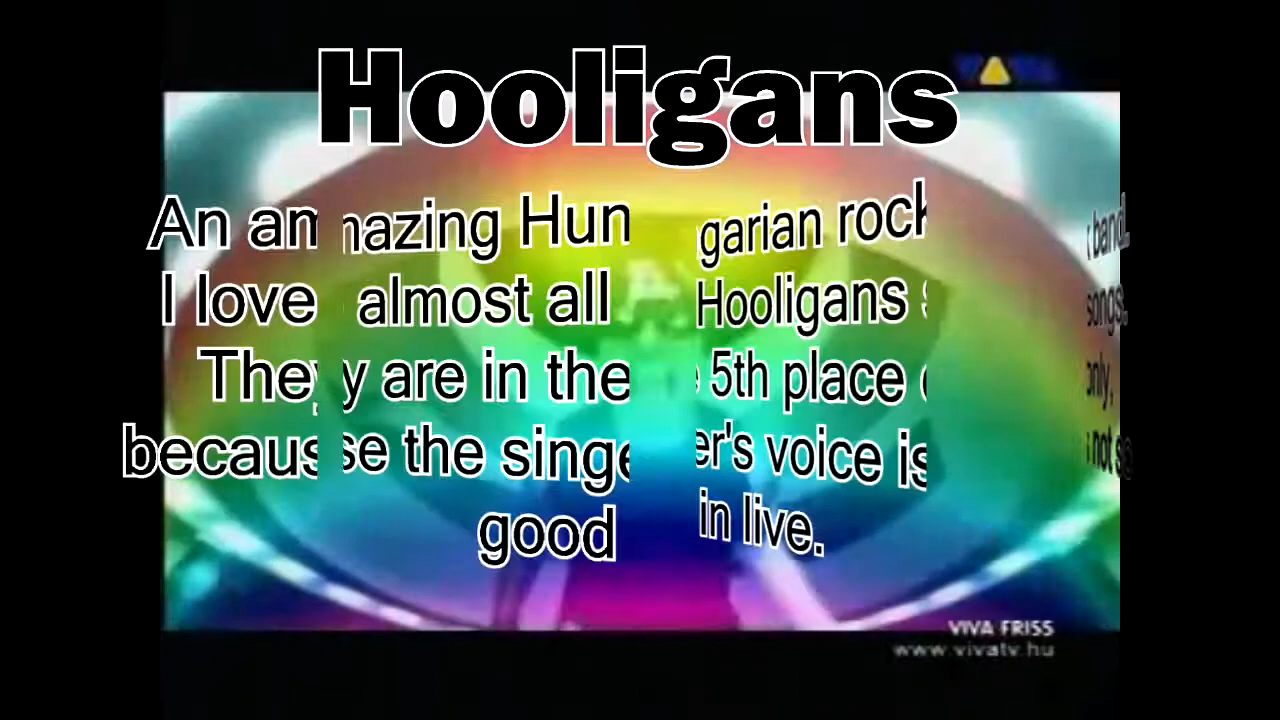 Hooligans
VIVA
An amazing Hungarian rock band.
I love almost all Hooligans songs.
They are in the 5th place only,
because the singer's voice is not so
good in live.
VIVA FRISS
www.vivatv.hu